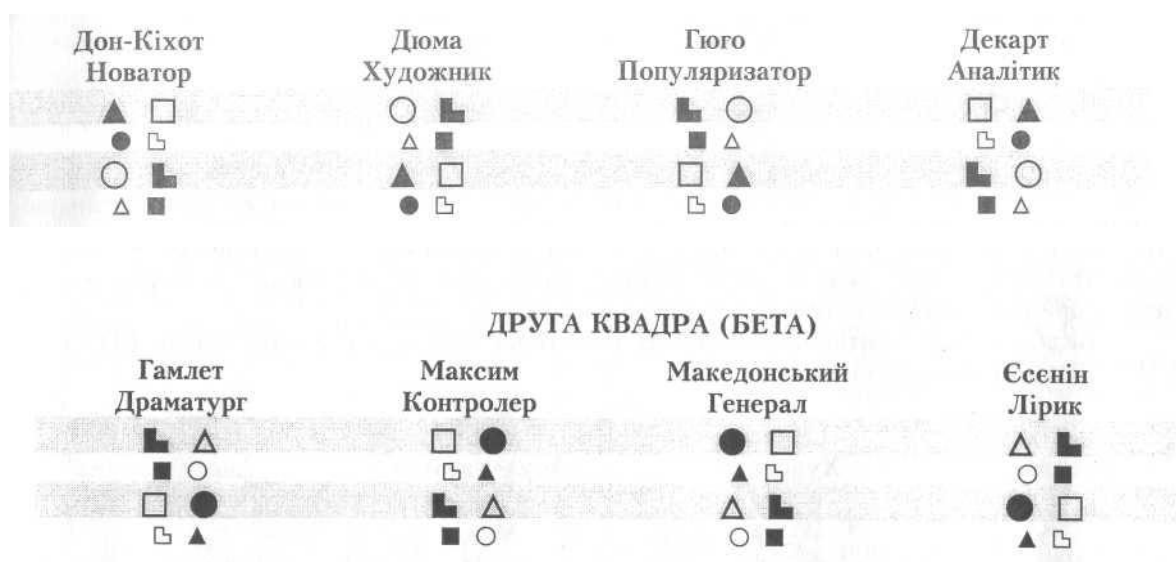 Дон-Кіхот
Новатор
Дюма
Художник
Гюго
Популяризатор
Декарт
Аналітик
ДРУГА КВАДРА (БЕТА)
Гамлет
Драматург
Максим
Контролер
Македонський
Генерал
Єсенін
Лірик